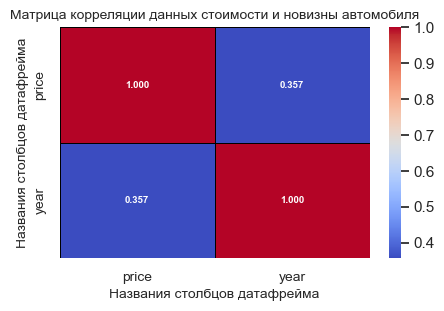 Матрица корреляции данных стоимости и новизны автомобиля
Названия столбцов датафрейма
price
year
1.000
0.357
0.357
1.000
price
year
Названия столбцов датафрейма
1.0
0.9
0.8
0.7
0.6
0.5
0.4